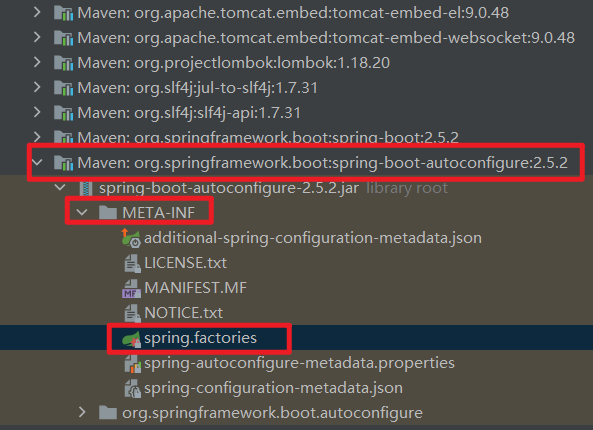 Maven: org.apache.tomcat.embed:tomcat-embed-el:9.0.48
Maven: org.apache.tomcat.embed:tomcat-embed-websocket:9.0.48
Maven: org.projectlombok:lombok:1.18.20
Maven: org.slf4j:jul-to-slf4j:1.7.31
Maven: org.slf4j:slf4j-api:1.7.31
Maven: org.springframework.boot:spring-boot:2.5.2
Maven: org.springframework.boot:spring-boot-autoconfigure:2.5.2
spring-boot-autoconfigure-2.5.2.jar library root
META-INF
additional-spring-configuration-metadata.json
LICENSE.txt
MANIFEST.MF
NOTICE.txt
spring.factories
spring-autoconfigure-metadata.properties
spring-configuration-metadata.json
org.springframework.boot.autoconfigure